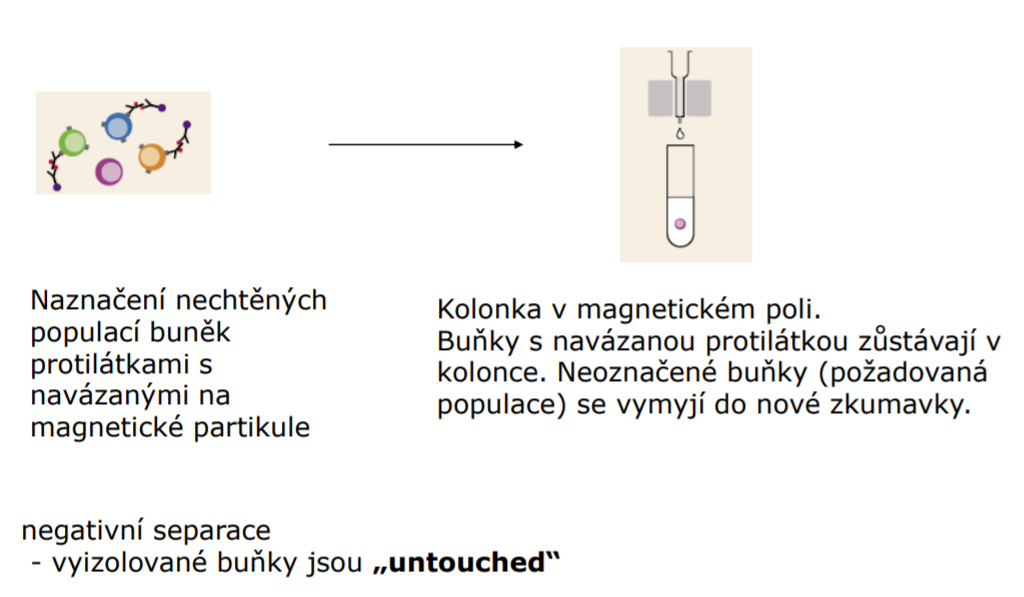 Naznačení nechtěných
populací buněk
protilátkami s
navázanými na
magnetické partikule
Kolonka v magnetickém poli.
Buňky s navázanou protilátkou zůstávají v
kolonce. Neoznačené buňky (požadovaná
populace) se vymyjí do nové zkumavky.
negativní separace
- vyizolované buňky jsou „untouched‟